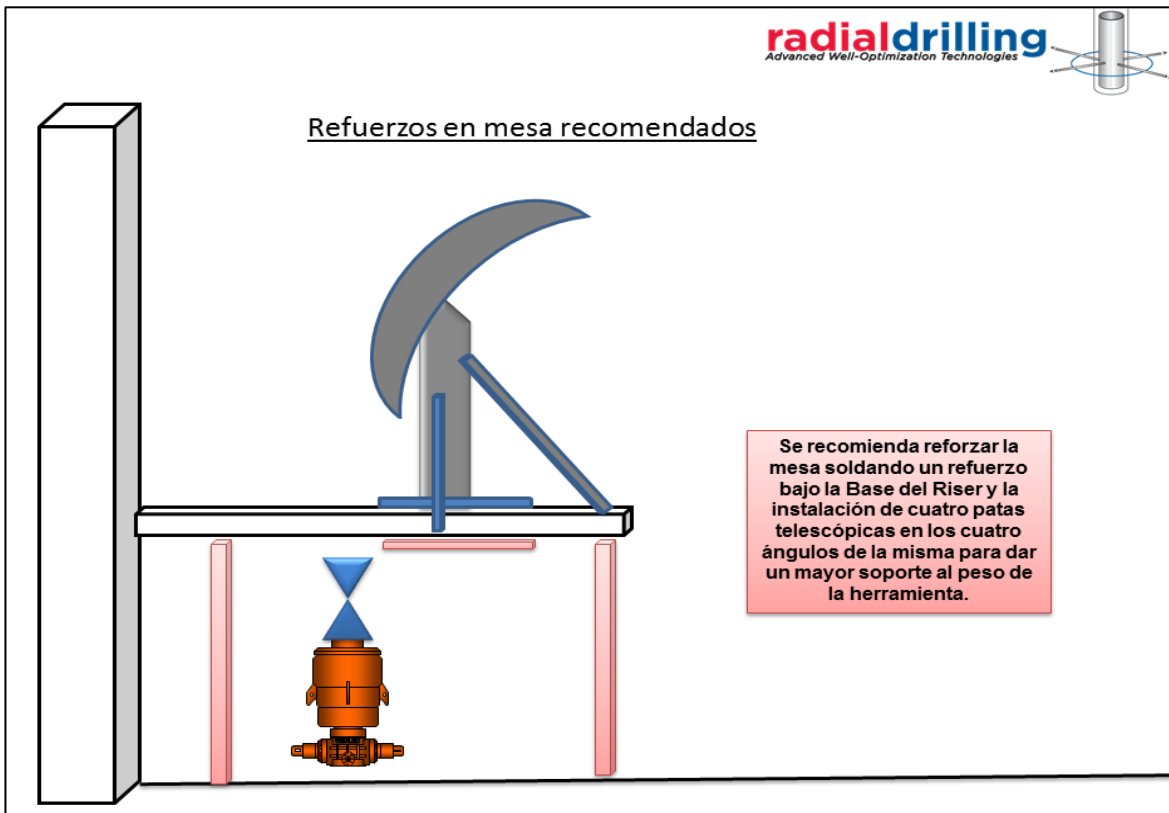 radialdrilling
Advanced Well-Optimization Technologies
Refuerzos en mesa recomendados
Se recomienda reforzar la
mesa soldando un refuerzo
bajo la Base del Riser y la
instalación de cuatro patas
telescópicas en los cuatro
ángulos de la misma para dar
un mayor soporte al peso de
la herramienta.